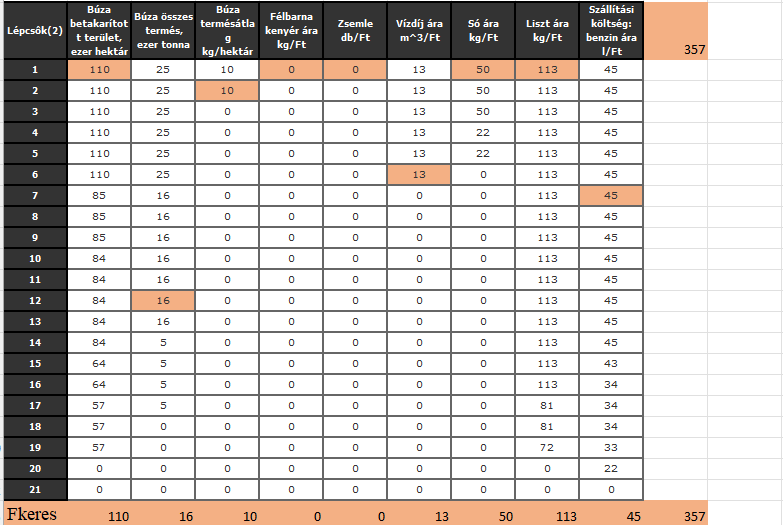 Lépcsők(2) Búza betakarított terület, ezer hektár Búza összes termés, ezer tonna Búza termésátlag kg/hektár Félbarna kenyér ára kg/Ft Zsemle db/Ft Vízdíj ára m^3/Ft Só ára kg/Ft Liszt ára kg/Ft Szállítási költség: benzin ára l/Ft 357
1 110 25 10 0 0 13 50 113 45
2 110 25 10 0 0 13 50 113 45
3 110 25 0 0 0 13 50 113 45
4 110 25 0 0 0 13 22 113 45
5 110 25 0 0 0 13 22 113 45
6 110 25 0 0 0 13 0 113 45
7 85 16 0 0 0 0 0 113 45
8 85 16 0 0 0 0 0 113 45
9 85 16 0 0 0 0 0 113 45
10 84 16 0 0 0 0 0 113 45
11 84 16 0 0 0 0 0 113 45
12 84 16 0 0 0 0 0 113 45
13 84 16 0 0 0 0 0 113 45
14 84 5 0 0 0 0 0 113 45
15 64 5 0 0 0 0 0 113 43
16 64 5 0 0 0 0 0 113 34
17 57 5 0 0 0 0 0 81 34
18 57 0 0 0 0 0 0 81 34
19 57 0 0 0 0 0 0 72 33
20 0 0 0 0 0 0 0 0 22
21 0 0 0 0 0 0 0 0 0
Fkeres 110 16 10 0 0 13 50 113 45 357